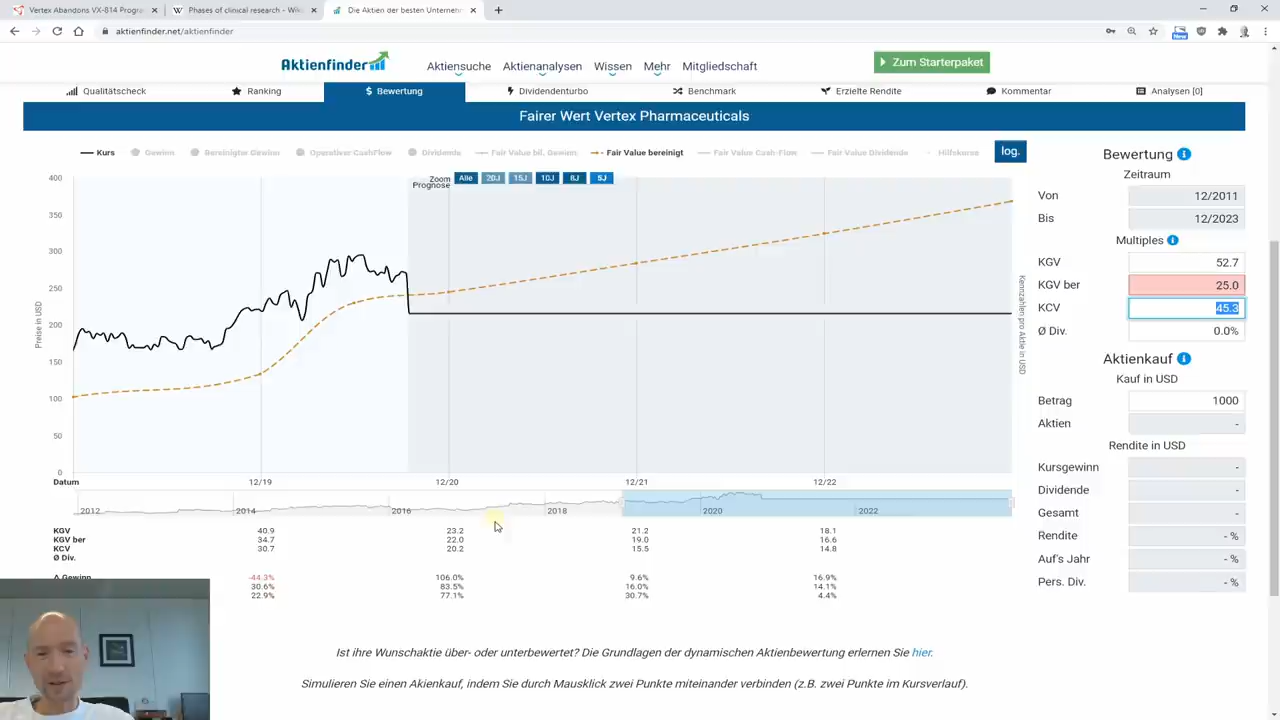 Vertex Abandons VX-814 Progra
Phases of clinical research - Wiki
Die Aktien der besten Unternehm
aktienfinder.net/aktienfinder
New
Aktienfinder
Aktiensuche Aktienanalysen Wissen Mehr Mitgliedschaft
Zum Starterpaket
Qualitätscheck Ranking $ Bewertung Dividendenturbo Benchmark Erzielte Rendite Kommentar Analysen [0]
Fairer Wert Vertex Pharmaceuticals
Kurs Gewinn Bereinigter Gewinn Operativer CashFlow Dividende Fair Value bil. Gewinn Fair Value bereinigt Fair Value Cash-Flow Fair Value Dividende Hilfskurse
log.
Zoom Alle 20J 15J 10J 8J 5J
Prognose
400
350
300
250
200
150
100
50
0
Preise in USD
Kennzahlen pro Aktie in USD
Datum 12/19 12/20 12/21 12/22
2012 2014 2016 2018 2020 2022
KGV 40.9 23.2 21.2 18.1
KGV ber 34.7 22.0 19.0 16.6
KCV 30.7 20.2 15.5 14.8
Ø Div.
Δ Gewinn -44.3% 106.0% 9.6% 16.9%
30.6% 83.5% 16.0% 14.1%
22.9% 77.1% 30.7% 4.4%
Bewertung
Zeitraum
Von 12/2011
Bis 12/2023
Multiples
KGV 52.7
KGV ber 25.0
KCV 45.3
Ø Div. 0.0%
Aktienkauf
Kauf in USD
Betrag 1000
Aktien -
Rendite in USD
Kursgewinn -
Dividende -
Gesamt -
Rendite - %
Auf's Jahr - %
Pers. Div. - %
Ist ihre Wunschaktie über- oder unterbewertet? Die Grundlagen der dynamischen Aktienbewertung erlernen Sie hier.
Simulieren Sie einen Akienkauf, indem Sie durch Mausklick zwei Punkte miteinander verbinden (z.B. zwei Punkte im Kursverlauf).